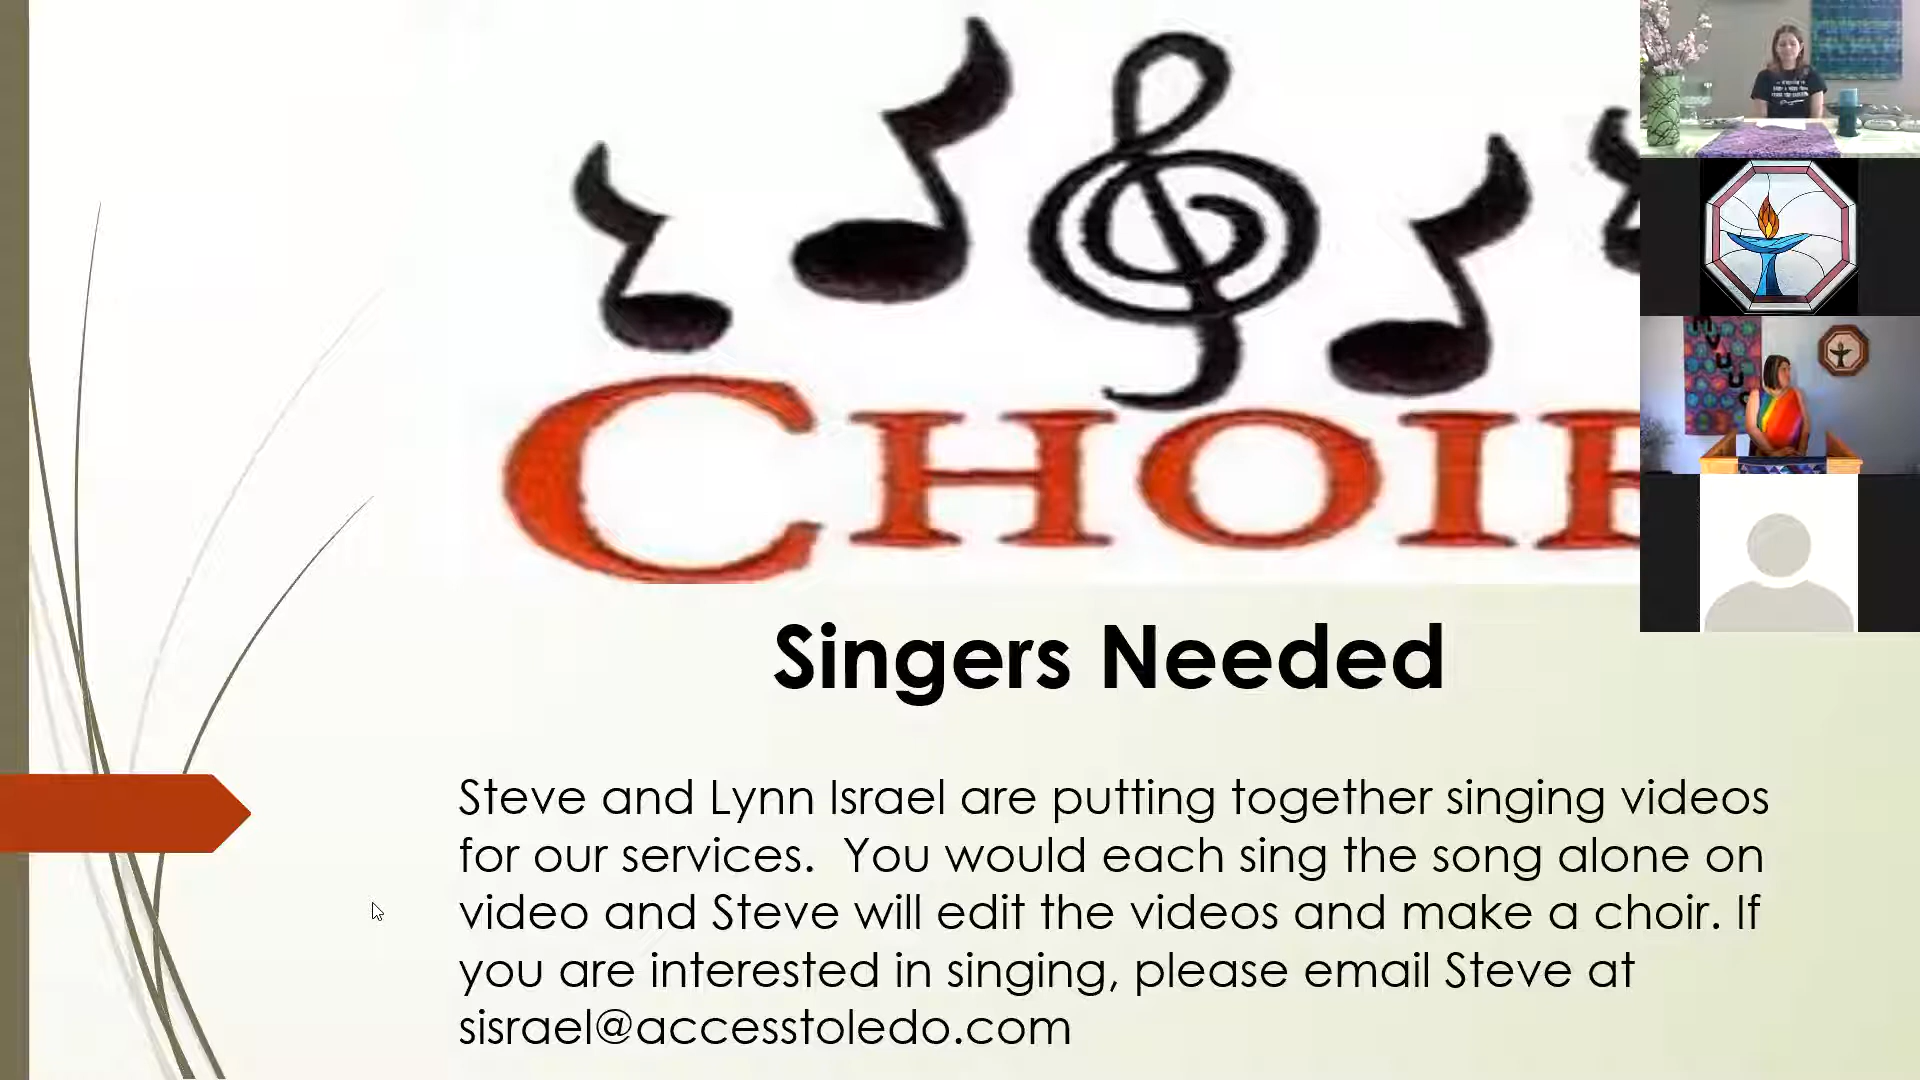 CHOIR
Singers Needed
Steve and Lynn Israel are putting together singing videos
for our services.  You would each sing the song alone on
video and Steve will edit the videos and make a choir. If
you are interested in singing, please email Steve at
sisrael@accesstoledo.com